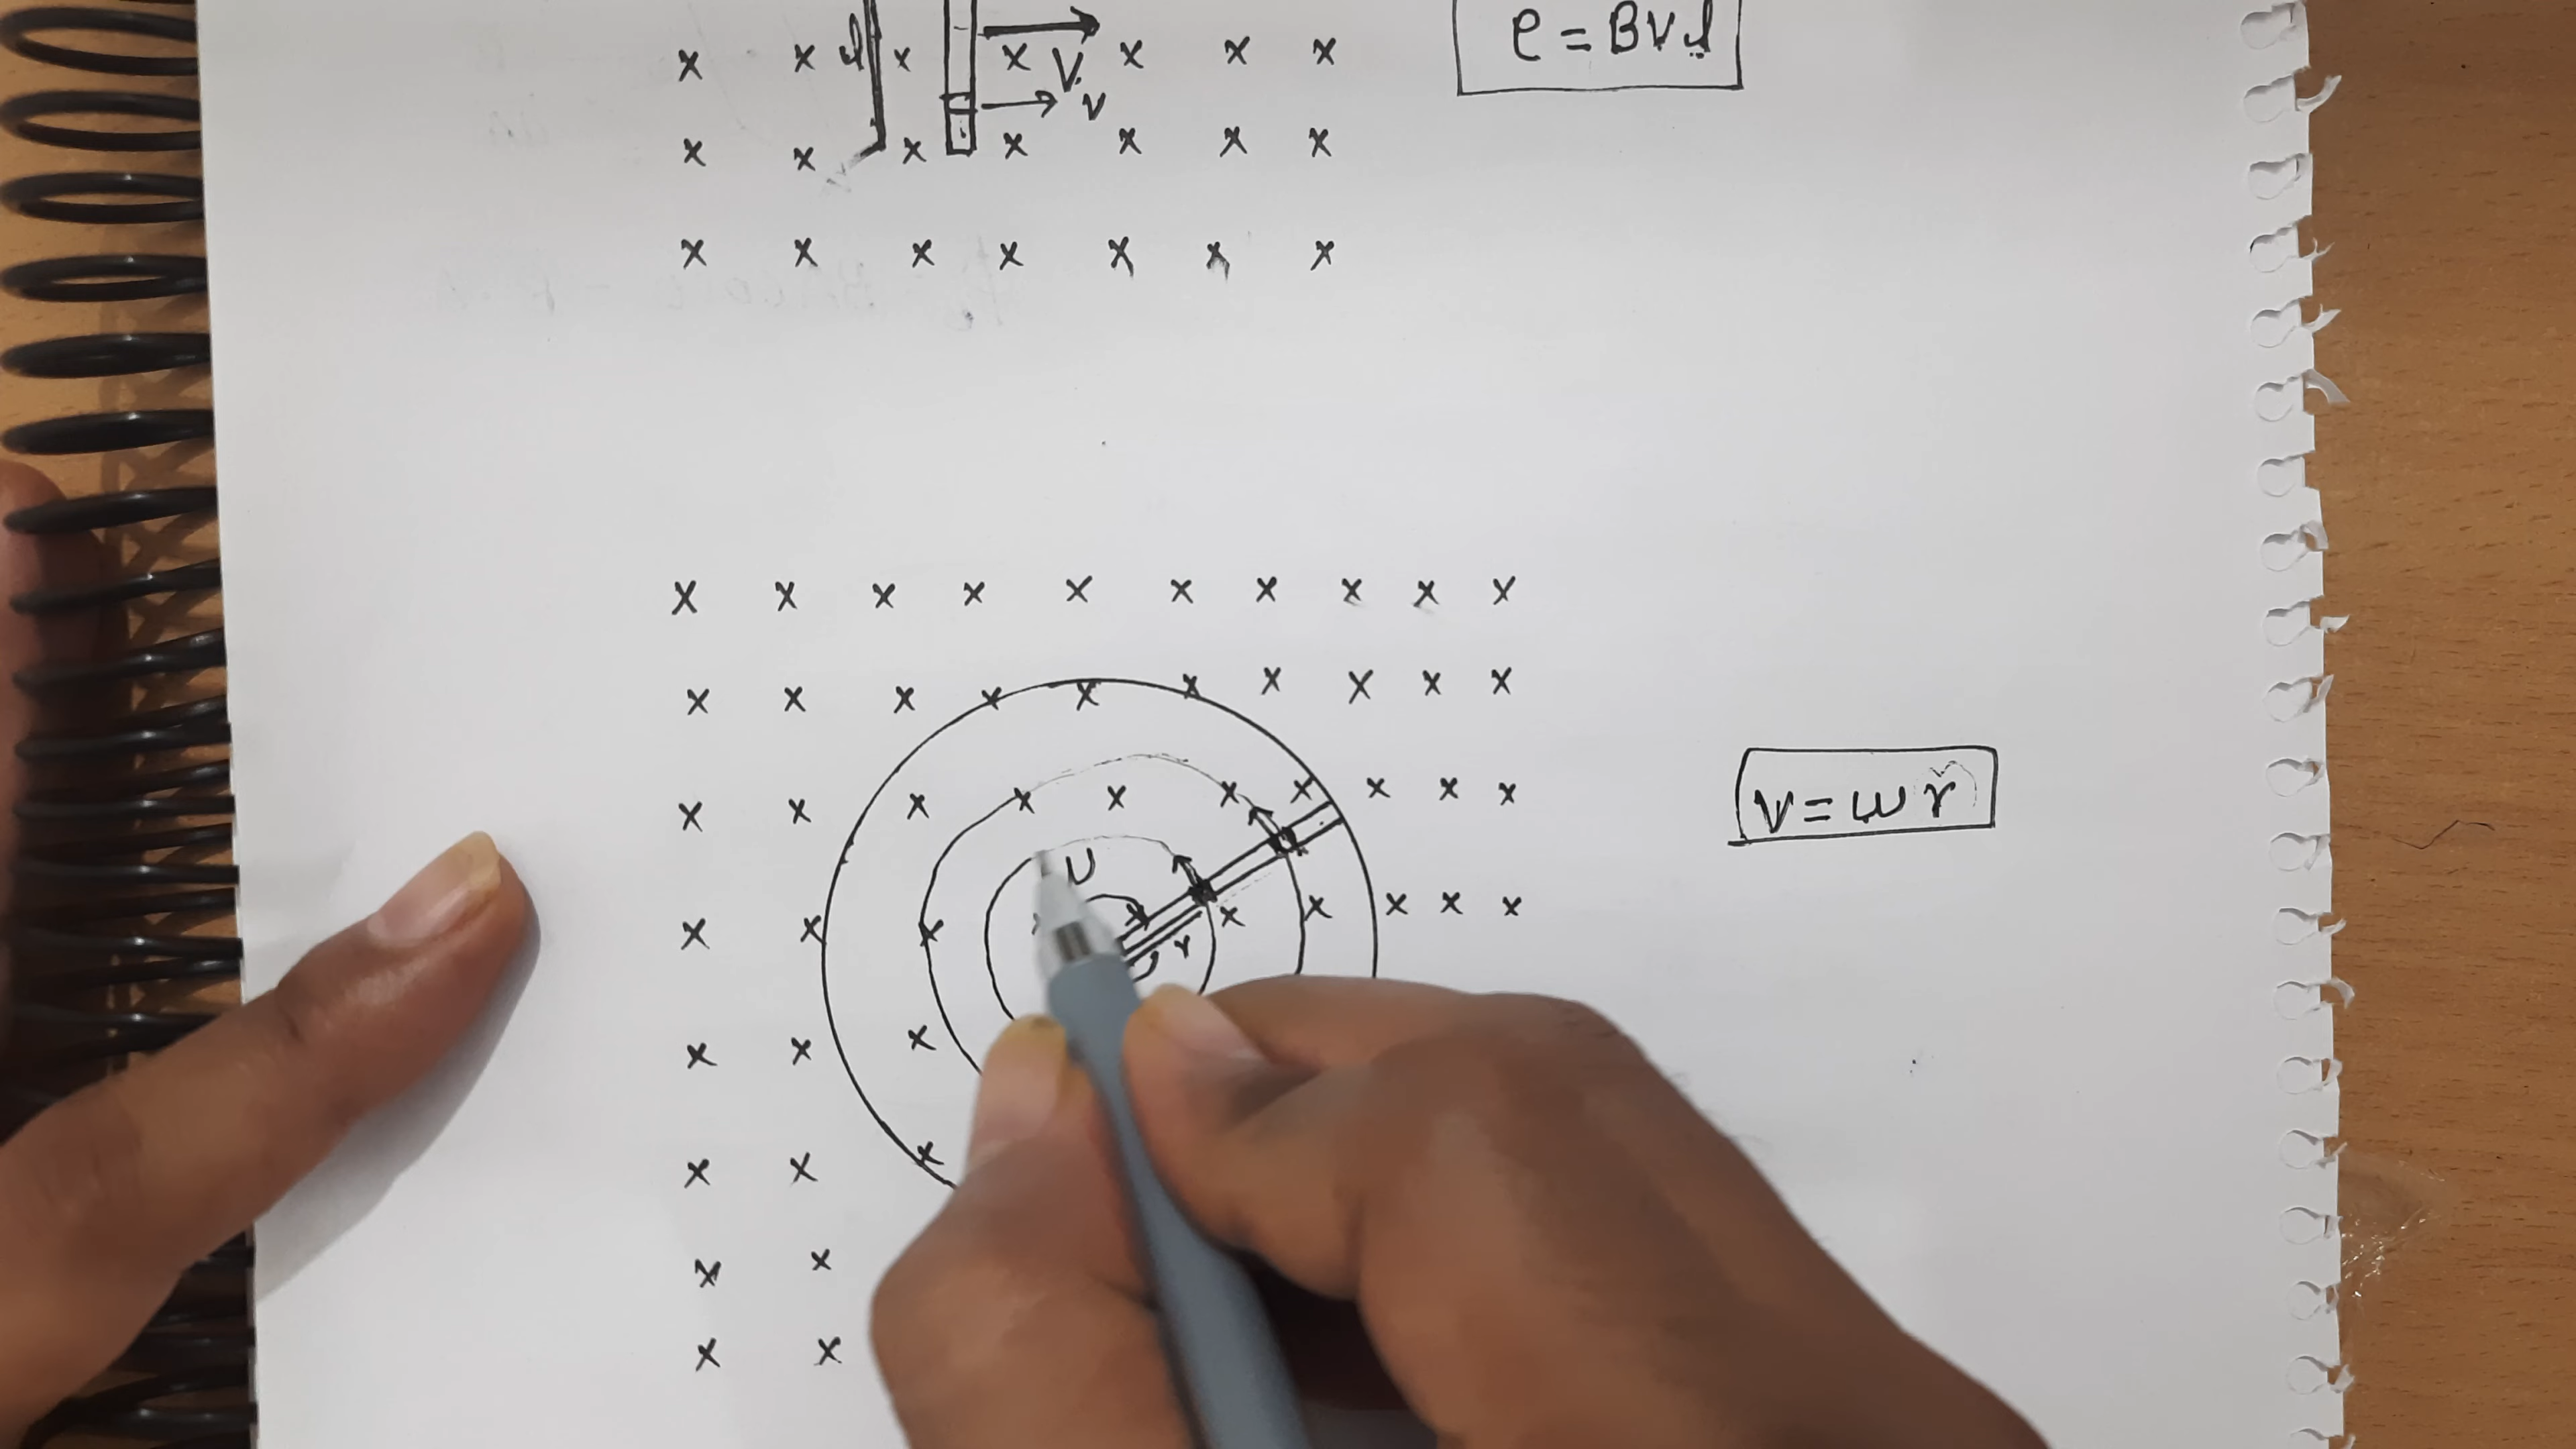 e = Bvl
l
V
v
v = ωr
υ
r